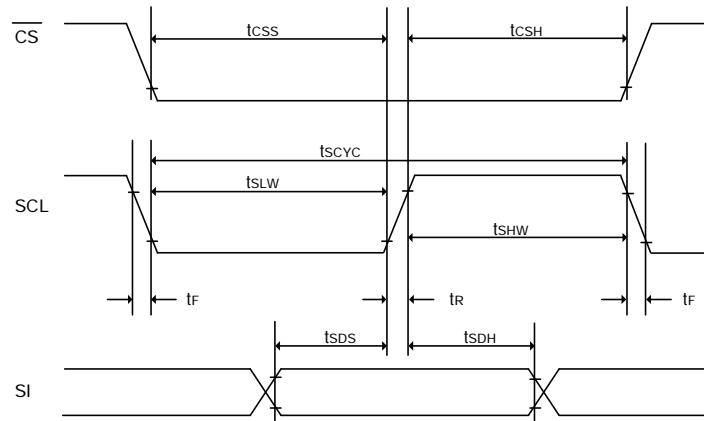 CS
tCSS
tCSH
tSCYC
tSLW
SCL
tSHW
tF
tR
tF
tSDS
tSDH
SI